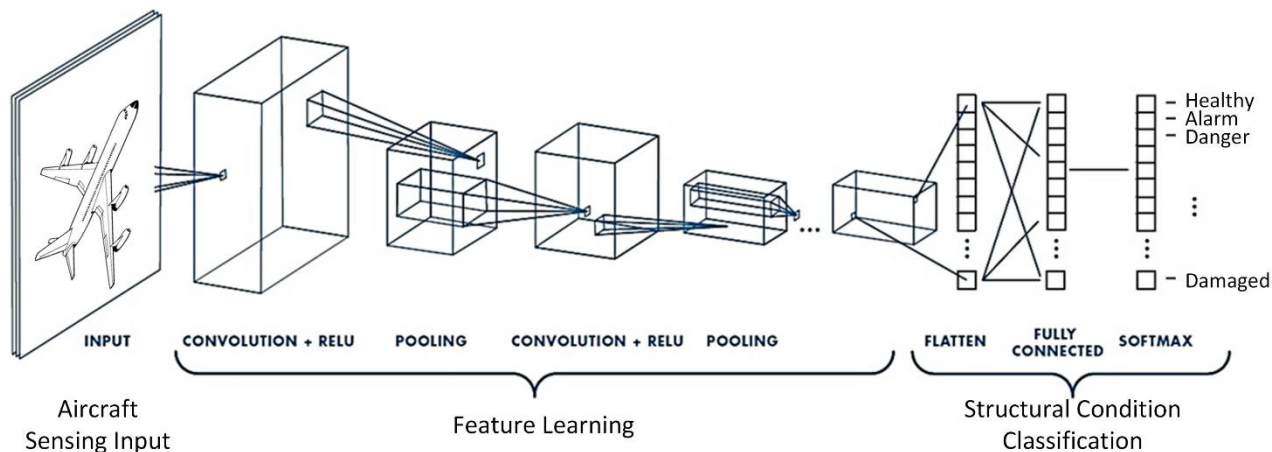 Healthy
Alarm
Danger
Damaged
INPUT
CONVOLUTION + RELU
POOLING
CONVOLUTION + RELU
POOLING
FLATTEN
FULLY
CONNECTED
SOFTMAX
Aircraft
Sensing Input
Feature Learning
Structural Condition
Classification